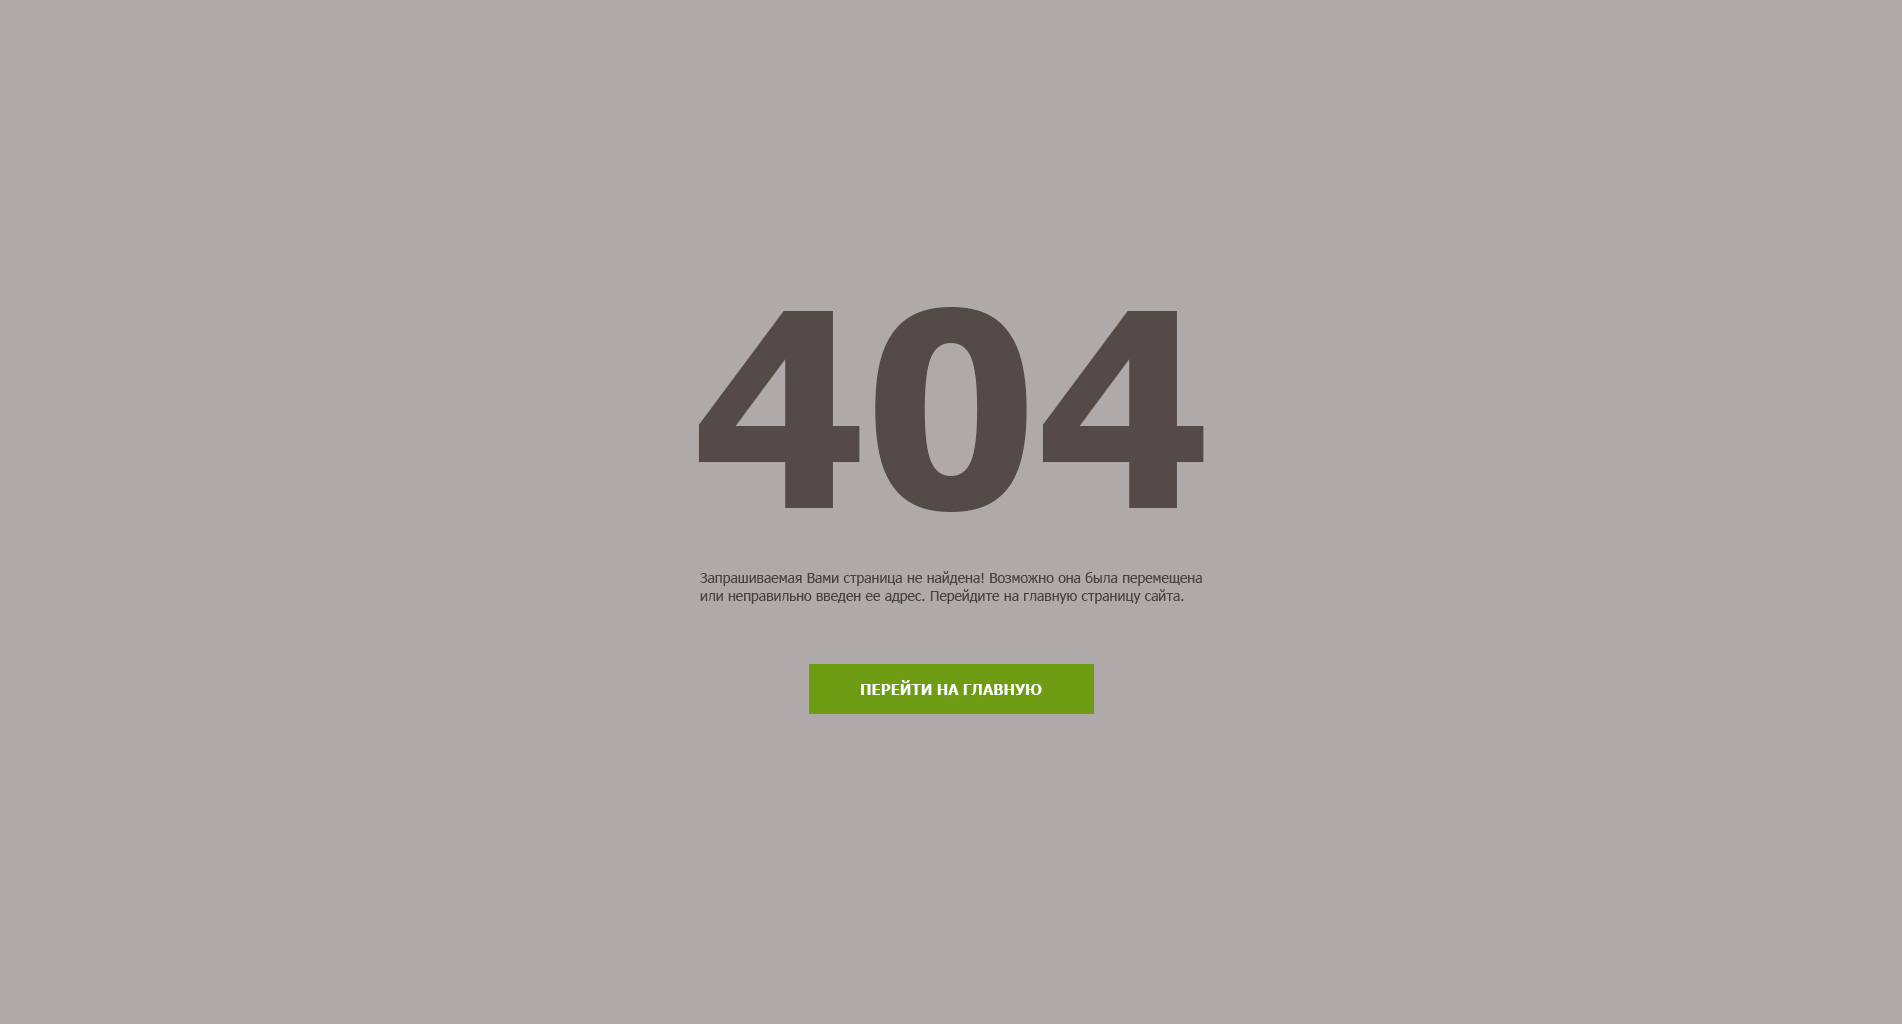 404
Запрашиваемая Вами страница не найдена! Возможно она была перемещена
или неправильно введен ее адрес. Перейдите на главную страницу сайта.
ПЕРЕЙТИ НА ГЛАВНУЮ